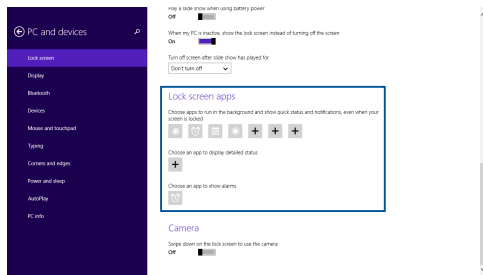 PC and devices
Lock screen
Display
Bluetooth
Devices
Mouse and touchpad
Typing
Corners and edges
Power and sleep
AutoPlay
PC info
Play a slide show when using battery power
Off
When my PC is inactive, show the lock screen instead of turning off the screen
On
Turn off screen after slide show has played for
Don't turn off
Lock screen apps
Choose apps to run in the background and show quick status and notifications, even when your
screen is locked
Choose an app to display detailed status
Choose an app to show alarms
Camera
Swipe down on the lock screen to use the camera
Off